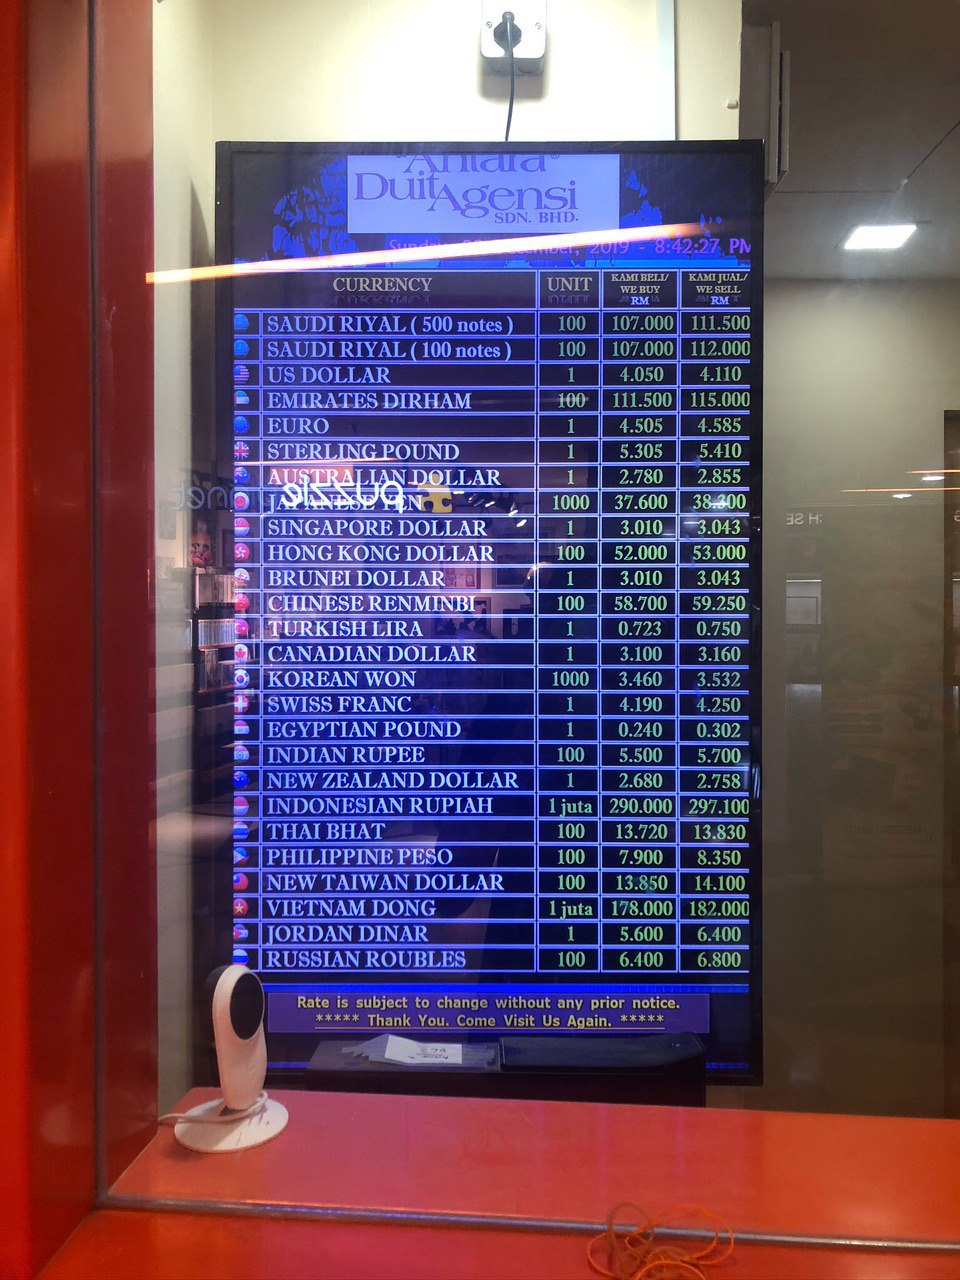 Antara
Duit Agensi
SDN. BHD.
2019 - 8:42:27 PM
CURRENCY UNIT KAMI BELI/ WE BUY RM KAMI JUAL/ WE SELL RM
SAUDI RIYAL ( 500 notes ) 100 107.000 111.500
SAUDI RIYAL ( 100 notes ) 100 107.000 112.000
US DOLLAR 1 4.050 4.110
EMIRATES DIRHAM 100 111.500 115.000
EURO 1 4.505 4.585
STERLING POUND 1 5.305 5.410
AUSTRALIAN DOLLAR 1 2.780 2.855
JAPANESE YEN 1000 37.600 38.300
SINGAPORE DOLLAR 1 3.010 3.043
HONG KONG DOLLAR 100 52.000 53.000
BRUNEI DOLLAR 1 3.010 3.043
CHINESE RENMINBI 100 58.700 59.250
TURKISH LIRA 1 0.723 0.750
CANADIAN DOLLAR 1 3.100 3.160
KOREAN WON 1000 3.460 3.532
SWISS FRANC 1 4.190 4.250
EGYPTIAN POUND 1 0.240 0.302
INDIAN RUPEE 100 5.500 5.700
NEW ZEALAND DOLLAR 1 2.680 2.758
INDONESIAN RUPIAH 1 juta 290.000 297.100
THAI BHAT 100 13.720 13.830
PHILIPPINE PESO 100 7.900 8.350
NEW TAIWAN DOLLAR 100 13.850 14.100
VIETNAM DONG 1 juta 178.000 182.000
JORDAN DINAR 1 5.600 6.400
RUSSIAN ROUBLES 100 6.400 6.800
Rate is subject to change without any prior notice.
***** Thank You. Come Visit Us Again. *****
puzzle